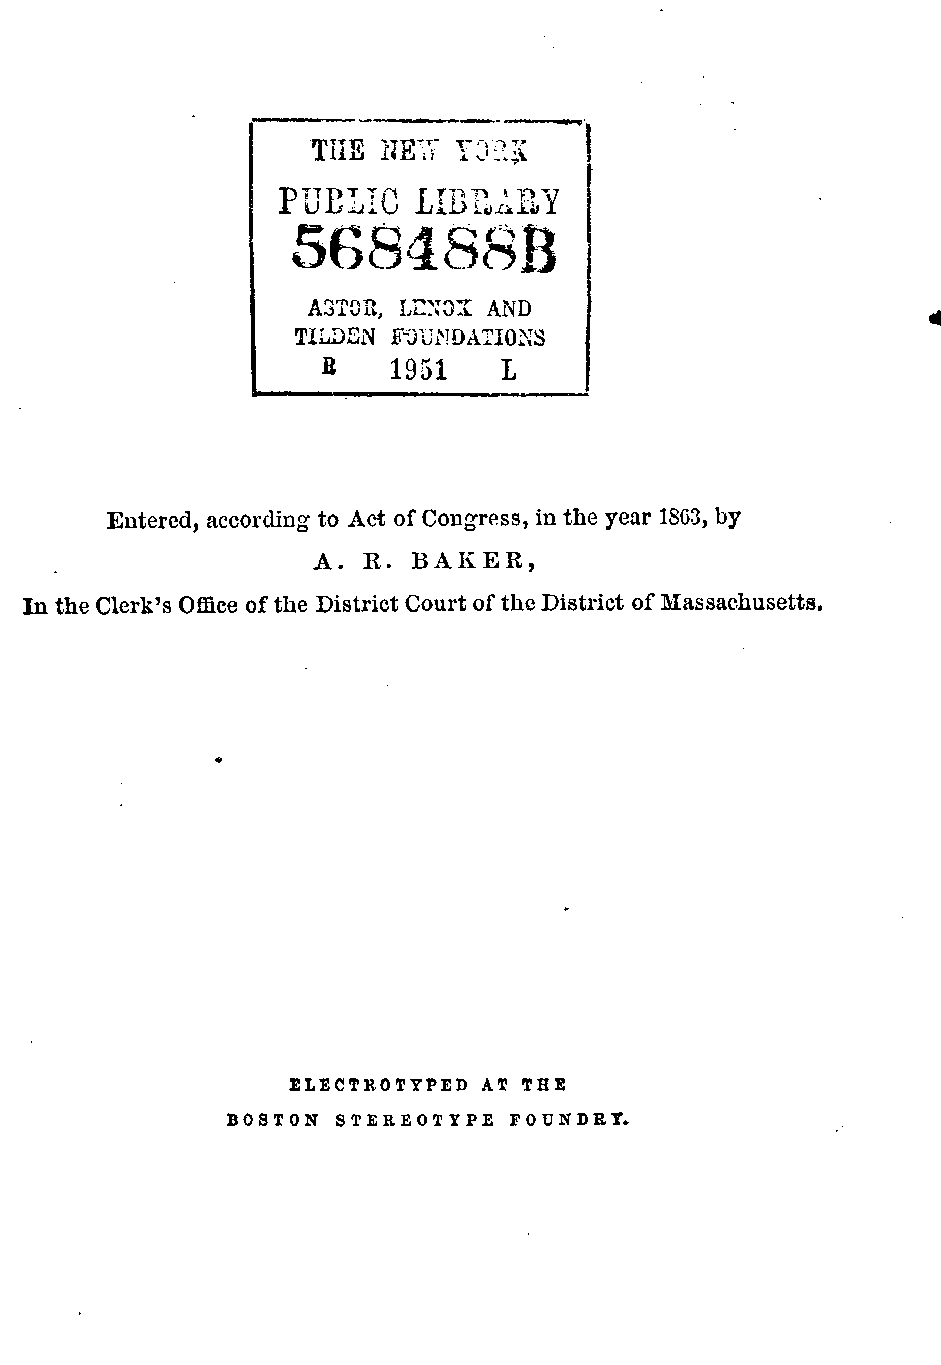 THE NEW YORK
PUBLIC LIBRARY
568488B
ASTOR, LENOX AND
TILDEN FOUNDATIONS
R 1951 L
Entered, according to Act of Congress, in the year 1863, by
A. R. BAKER,
In the Clerk's Office of the District Court of the District of Massachusetts.
ELECTROTYPED AT THE
BOSTON STEREOTYPE FOUNDRY.